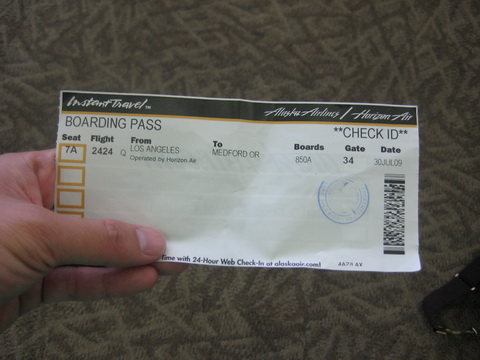 Instant Travel™
Alaska Airlines / Horizon Air
BOARDING PASS
**CHECK ID**
Seat Flight From To Boards Gate Date
7A 2424 Q LOS ANGELES MEDFORD OR 850A 34 30JUL09
Operated by Horizon Air
Time with 24-Hour Web Check-In at alaskaair.com!